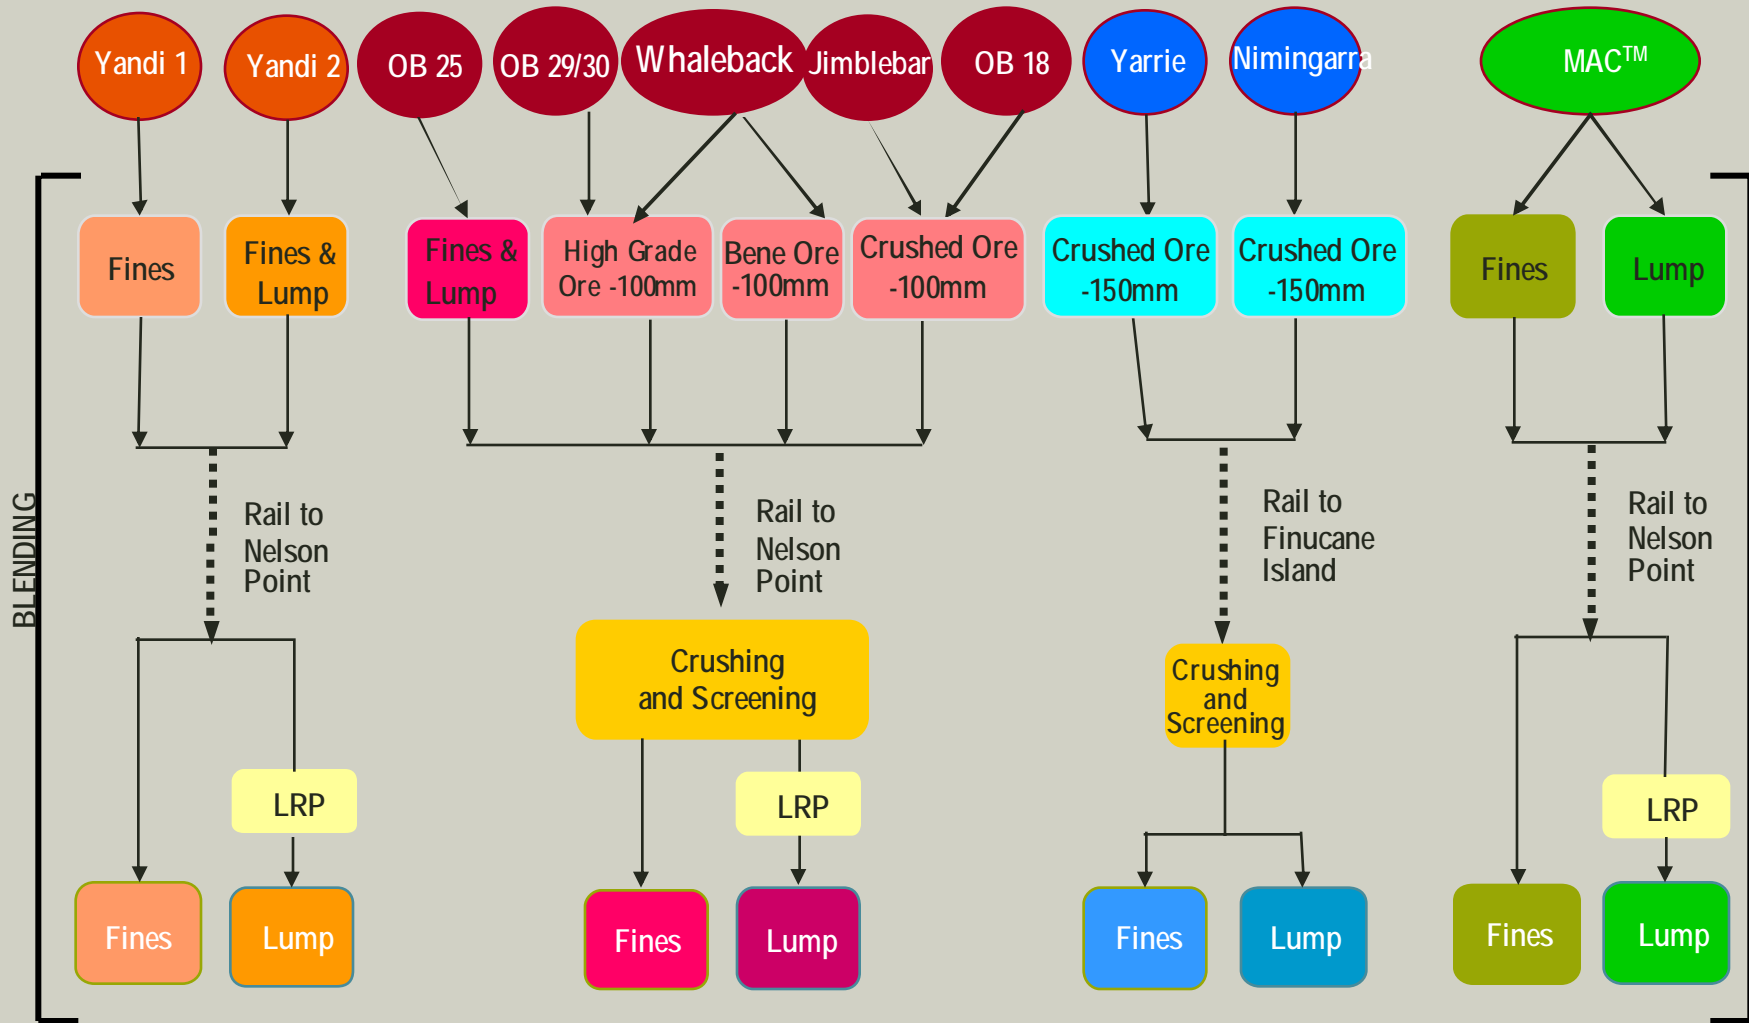 Yandi 1
Yandi 2
OB 25
OB 29/30
Whaleback
Jimblebar
OB 18
Yarrie
Nimingarra
MAC™
Fines
Fines &
Lump
Fines &
Lump
High Grade
Ore -100mm
Bene Ore
-100mm
Crushed Ore
-100mm
Crushed Ore
-150mm
Crushed Ore
-150mm
Fines
Lump
BLENDING
Rail to
Nelson
Point
Rail to
Nelson
Point
Rail to
Finucane
Island
Rail to
Nelson
Point
Crushing
and Screening
Crushing
and
Screening
LRP
LRP
LRP
Fines
Lump
Fines
Lump
Fines
Lump
Fines
Lump